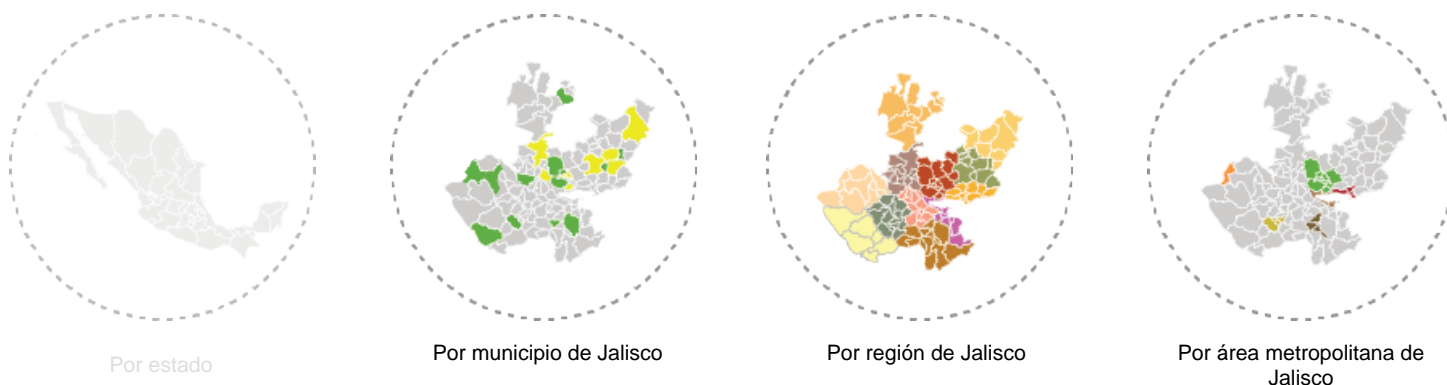 Por estado
Por municipio de Jalisco
Por región de Jalisco
Por área metropolitana de
Jalisco